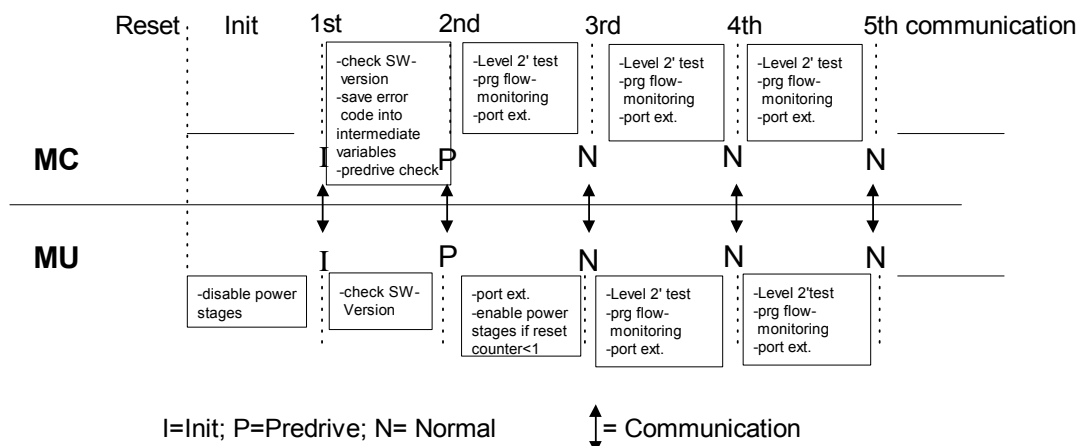 Reset Init 1st 2nd 3rd 4th 5th communication
-check SW-
version
-save error
code into
intermediate
variables
-predrive check
-Level 2' test
-prg flow-
monitoring
-port ext.
-Level 2' test
-prg flow-
monitoring
-port ext.
-Level 2' test
-prg flow-
monitoring
-port ext.
MC I P N N N
MU I P N N N
-disable power
stages
-check SW-
Version
-port ext.
-enable power
stages if reset
counter<1
-Level 2' test
-prg flow-
monitoring
-port ext.
-Level 2'test
-prg flow-
monitoring
-port ext.
I=Init; P=Predrive; N= Normal
= Communication